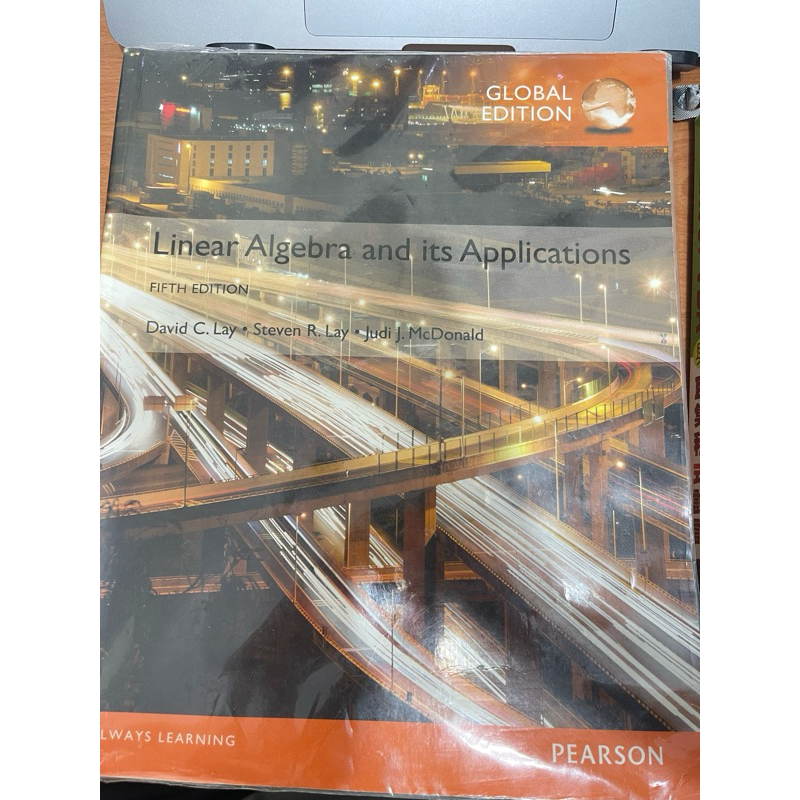 GLOBAL
EDITION
Linear Algebra and its Applications
FIFTH EDITION
David C. Lay • Steven R. Lay • Judi J. McDonald
LWAYS LEARNING
PEARSON